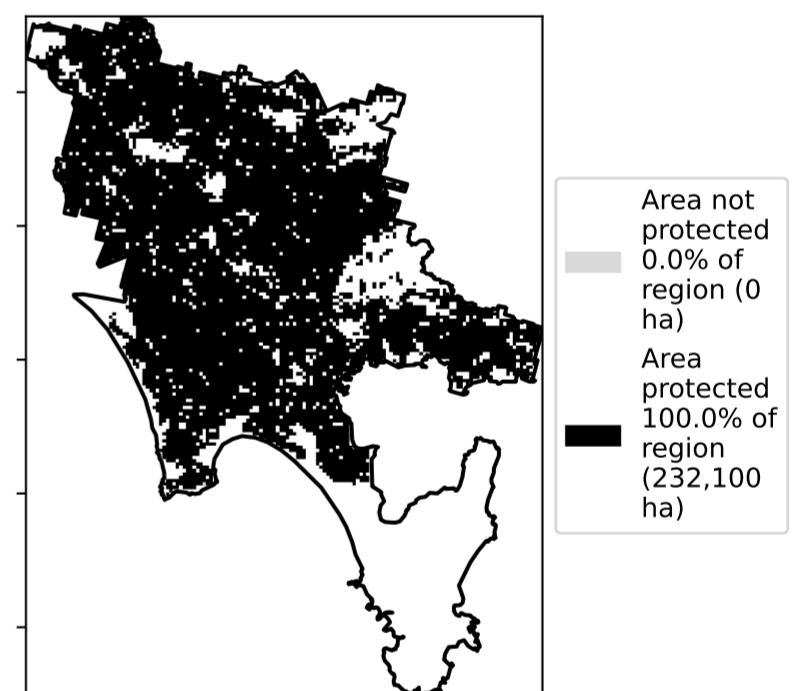 Area not
protected
0.0% of
region (0
ha)
Area
protected
100.0% of
region
(232,100
ha)